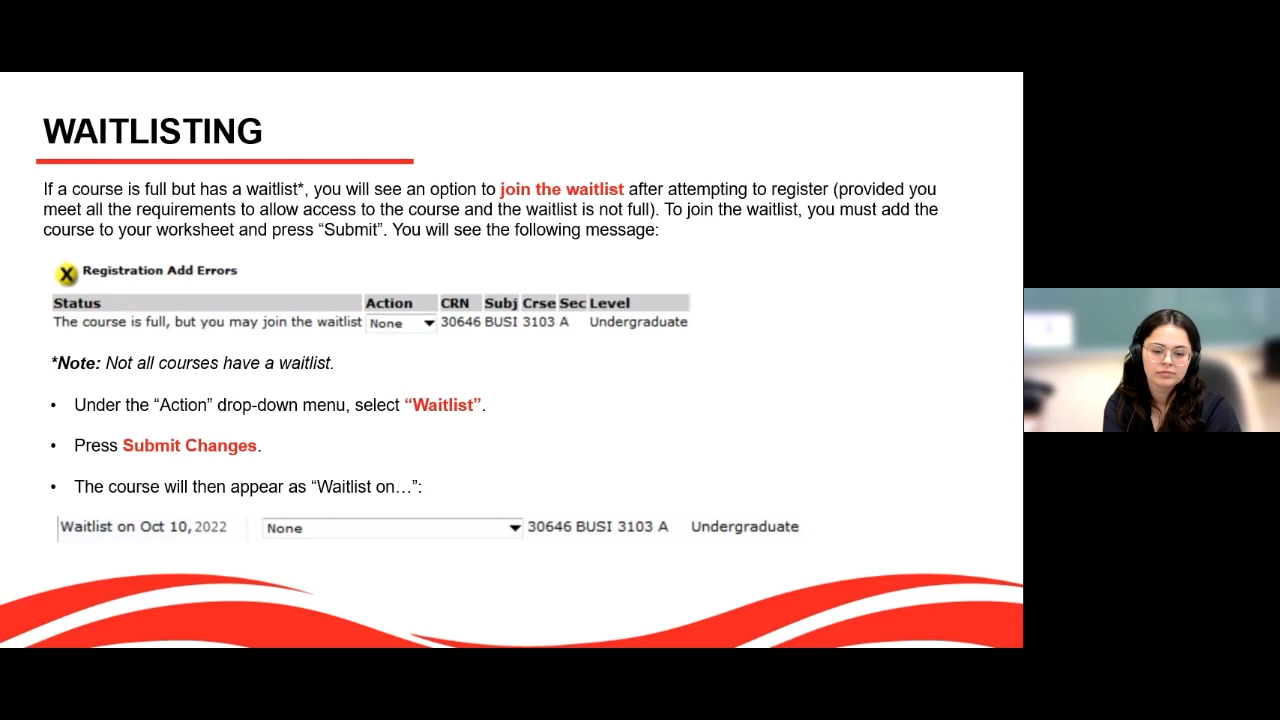 WAITLISTING
If a course is full but has a waitlist*, you will see an option to join the waitlist after attempting to register (provided you
meet all the requirements to allow access to the course and the waitlist is not full). To join the waitlist, you must add the
course to your worksheet and press “Submit”. You will see the following message:
X Registration Add Errors
Status Action CRN Subj Crse Sec Level
The course is full, but you may join the waitlist None 30646 BUSI 3103 A Undergraduate
*Note: Not all courses have a waitlist.
• Under the “Action” drop-down menu, select “Waitlist”.
• Press Submit Changes.
• The course will then appear as “Waitlist on…”:
Waitlist on Oct 10, 2022 None 30646 BUSI 3103 A Undergraduate